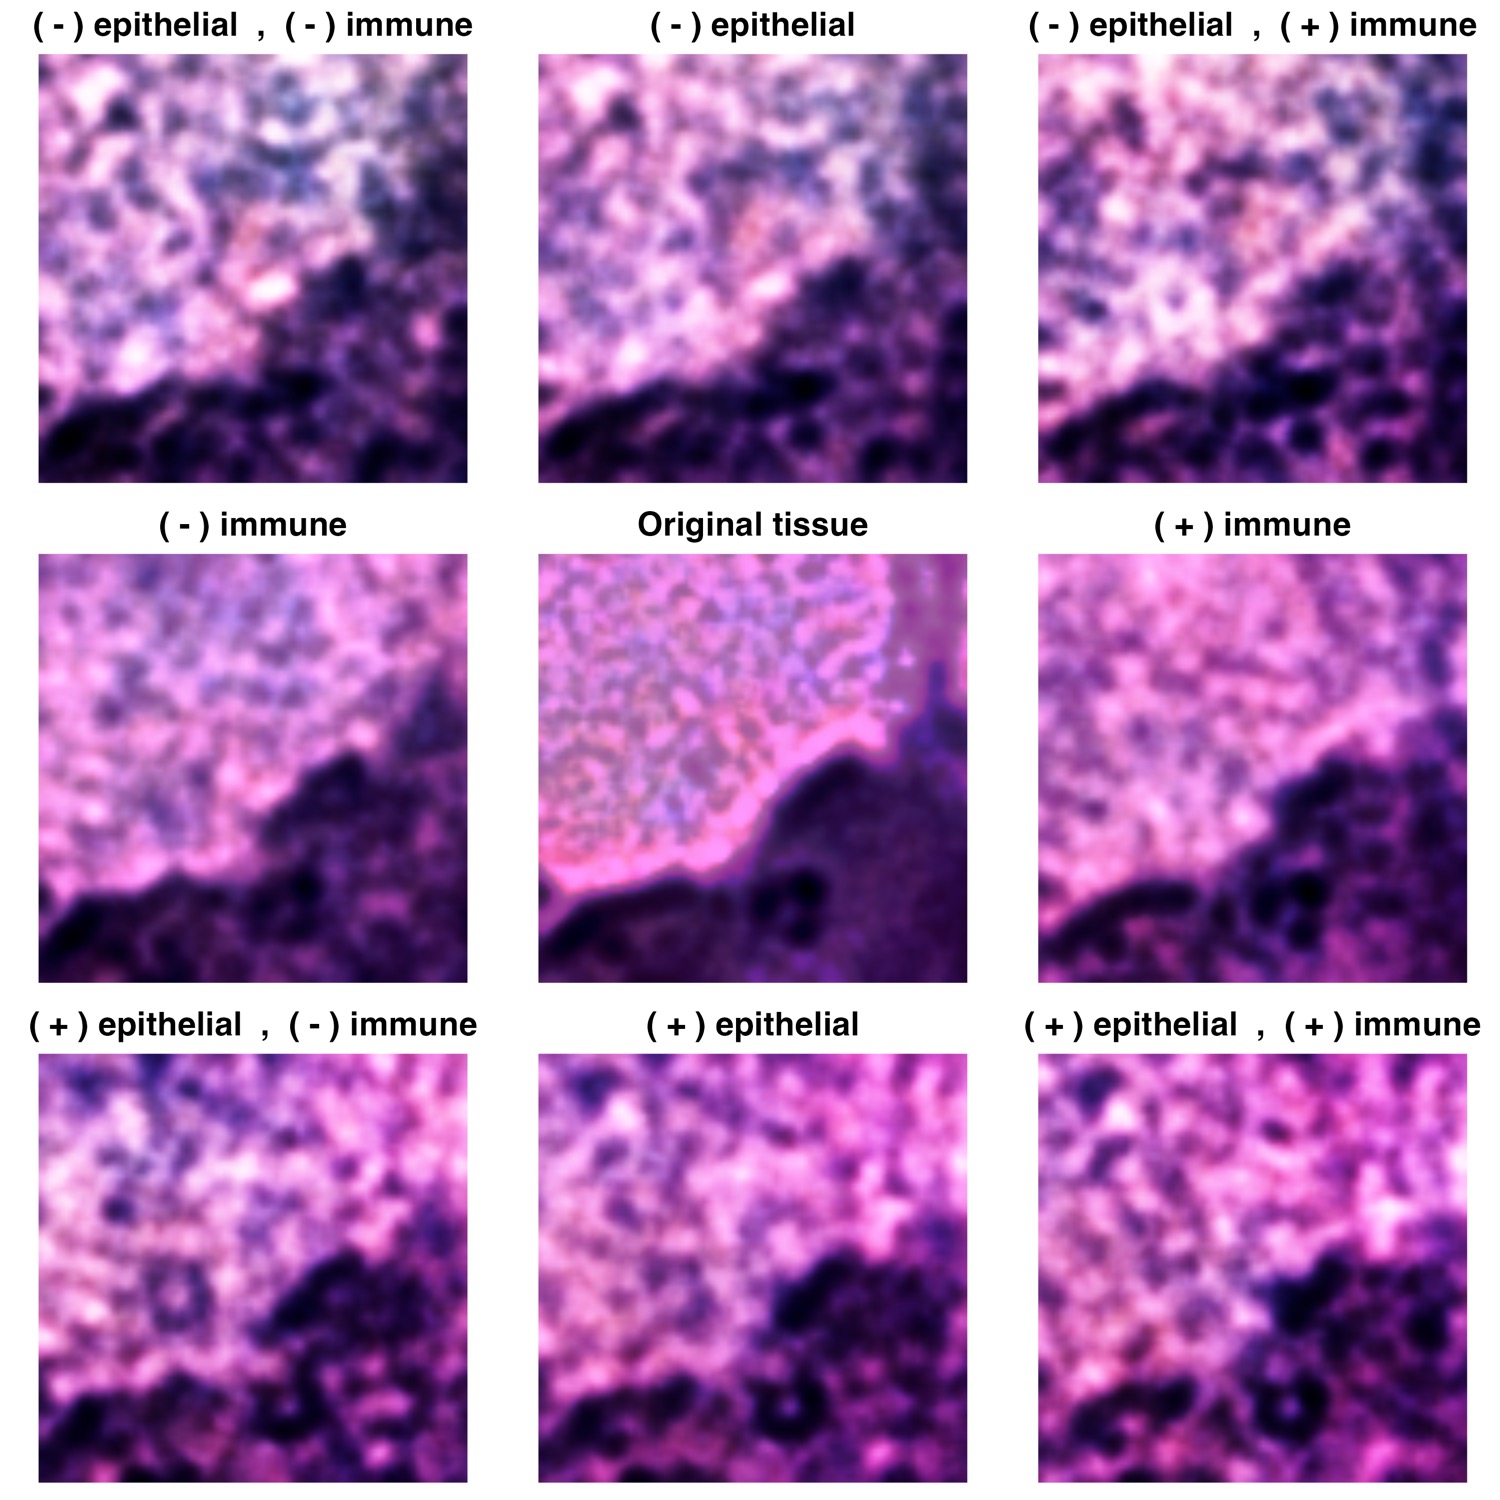 ( - ) epithelial , ( - ) immune
( - ) epithelial
( - ) epithelial , ( + ) immune
( - ) immune
Original tissue
( + ) immune
( + ) epithelial , ( - ) immune
( + ) epithelial
( + ) epithelial , ( + ) immune